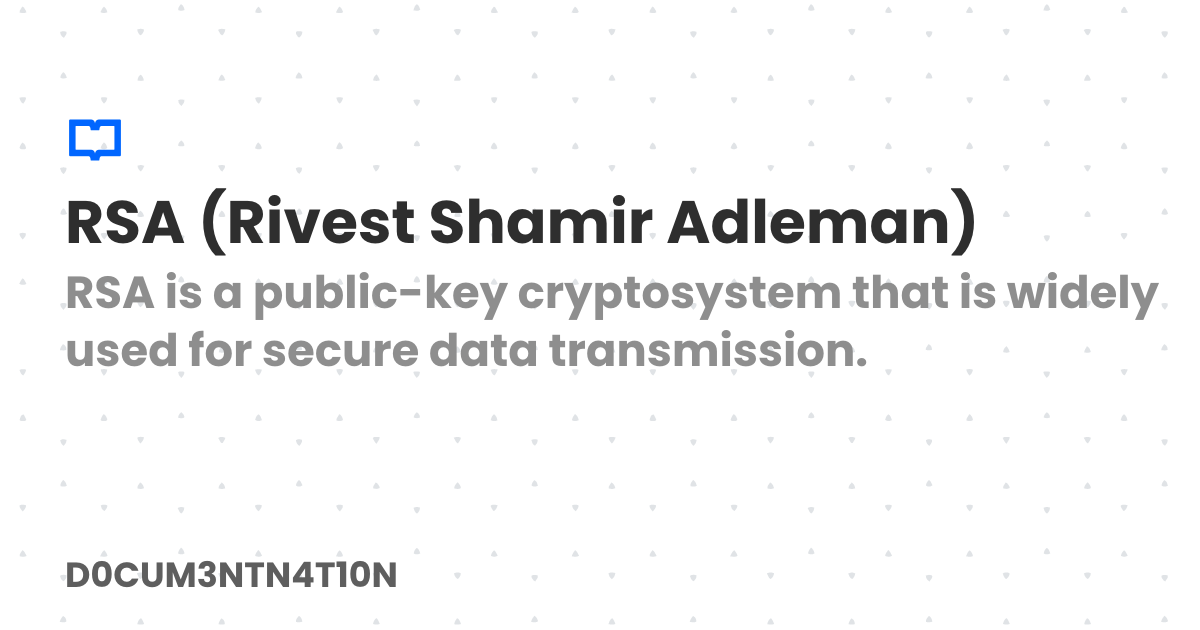 RSA (Rivest Shamir Adleman)
RSA is a public-key cryptosystem that is widely
used for secure data transmission.
D0CUM3NTN4T10N